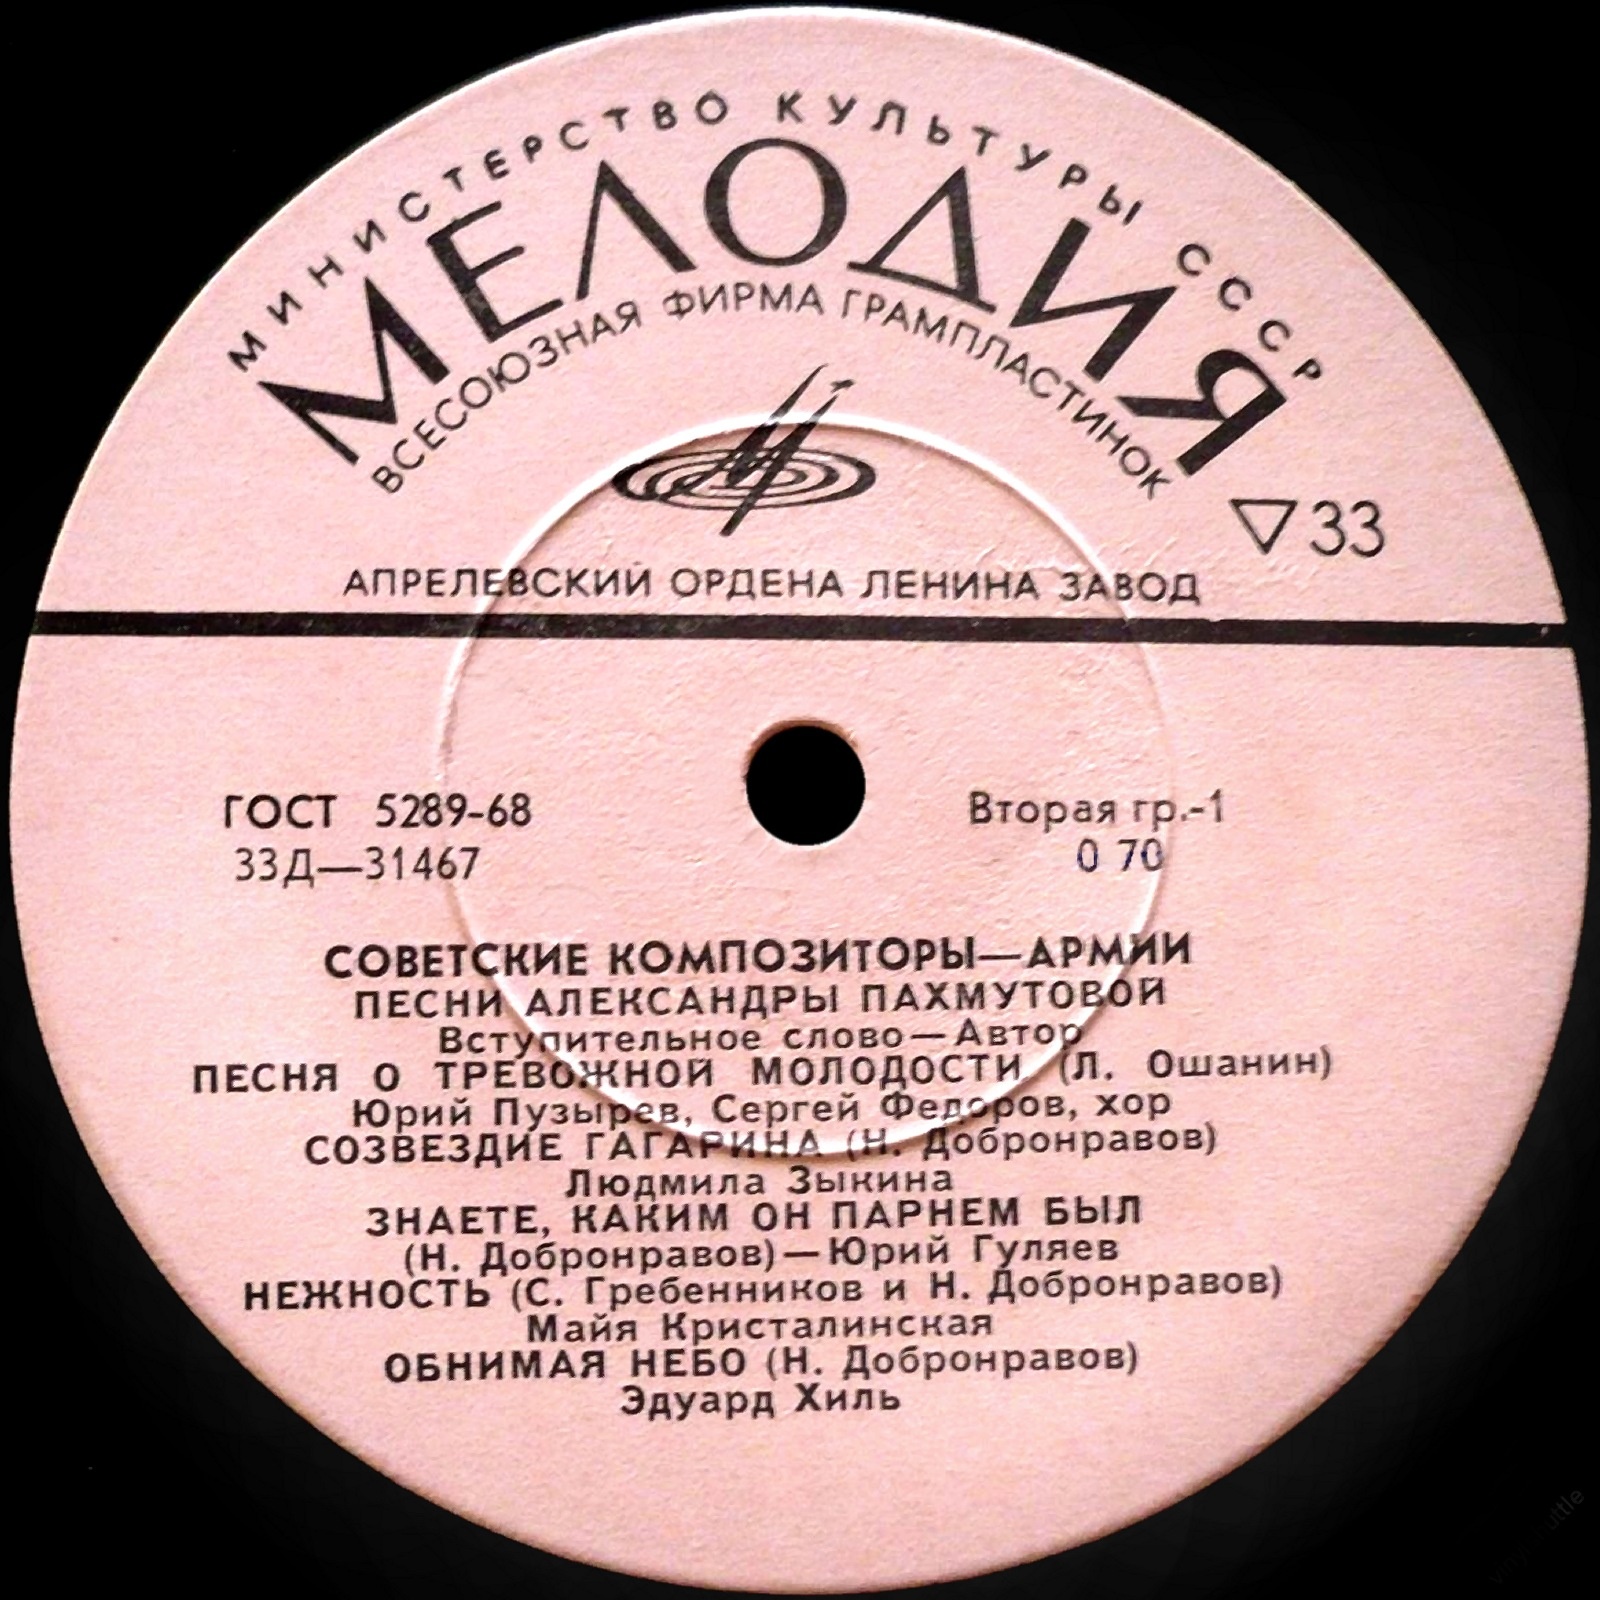 МИНИСТЕРСТВО КУЛЬТУРЫ СССР
МЕЛОДИЯ
ВСЕСОЮЗНАЯ ФИРМА ГРАМПЛАСТИНОК
33
АПРЕЛЕВСКИЙ ОРДЕНА ЛЕНИНА ЗАВОД
ГОСТ 5289-68
Вторая гр.-1
33Д—31467
0 70
СОВЕТСКИЕ КОМПОЗИТОРЫ—АРМИИ
ПЕСНИ АЛЕКСАНДРЫ ПАХМУТОВОЙ
Вступительное слово—Автор
ПЕСНЯ О ТРЕВОЖНОЙ МОЛОДОСТИ (Л. Ошанин)
Юрий Пузырев, Сергей Федоров, хор
СОЗВЕЗДИЕ ГАГАРИНА (Н. Добронравов)
Людмила Зыкина
ЗНАЕТЕ, КАКИМ ОН ПАРНЕМ БЫЛ
(Н. Добронравов)—Юрий Гуляев
НЕЖНОСТЬ (С. Гребенников и Н. Добронравов)
Майя Кристалинская
ОБНИМАЯ НЕБО (Н. Добронравов)
Эдуард Хиль